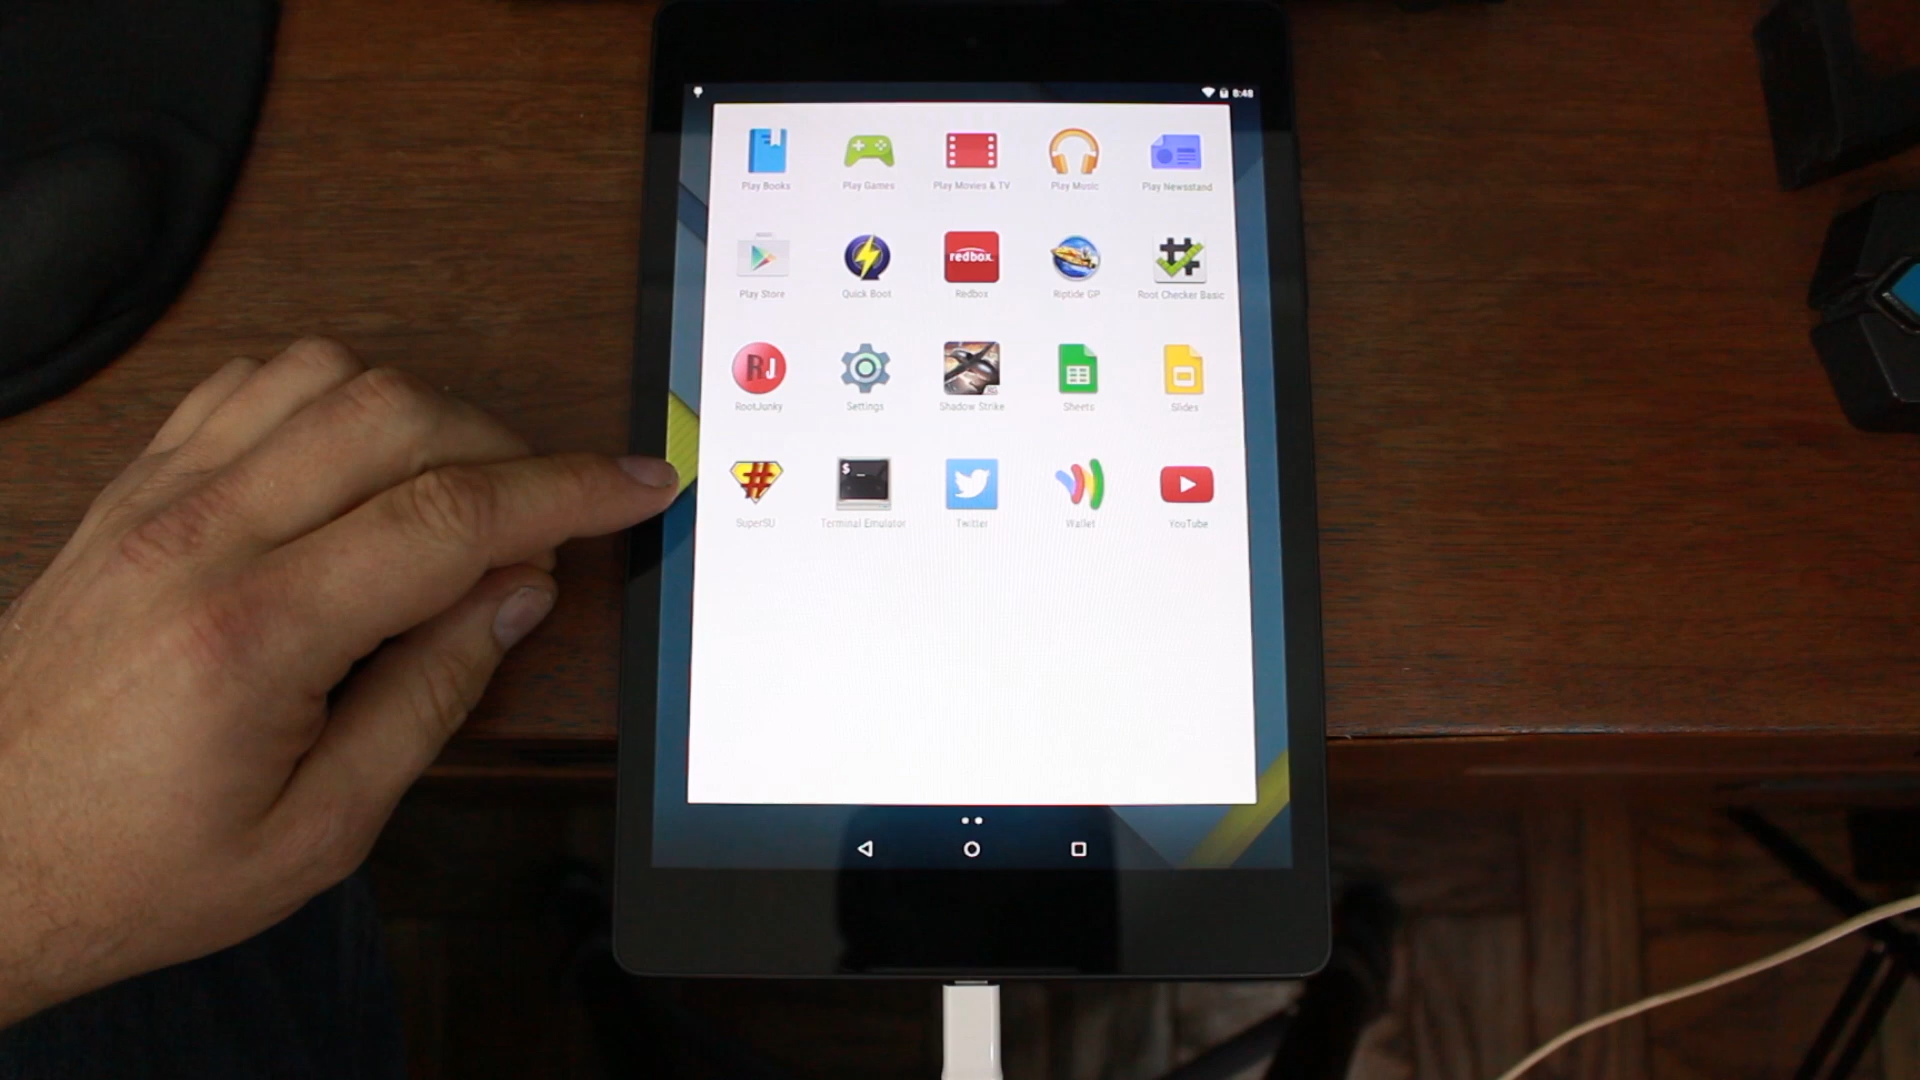 8:48
Play Books Play Games Play Movies & TV Play Music Play Newsstand
redbox.
Play Store Quick Boot Redbox Riptide GP Root Checker Basic
RJ
RootJunky Settings Shadow Strike Sheets Slides
$
SuperSU Terminal Emulator Twitter Wallet YouTube